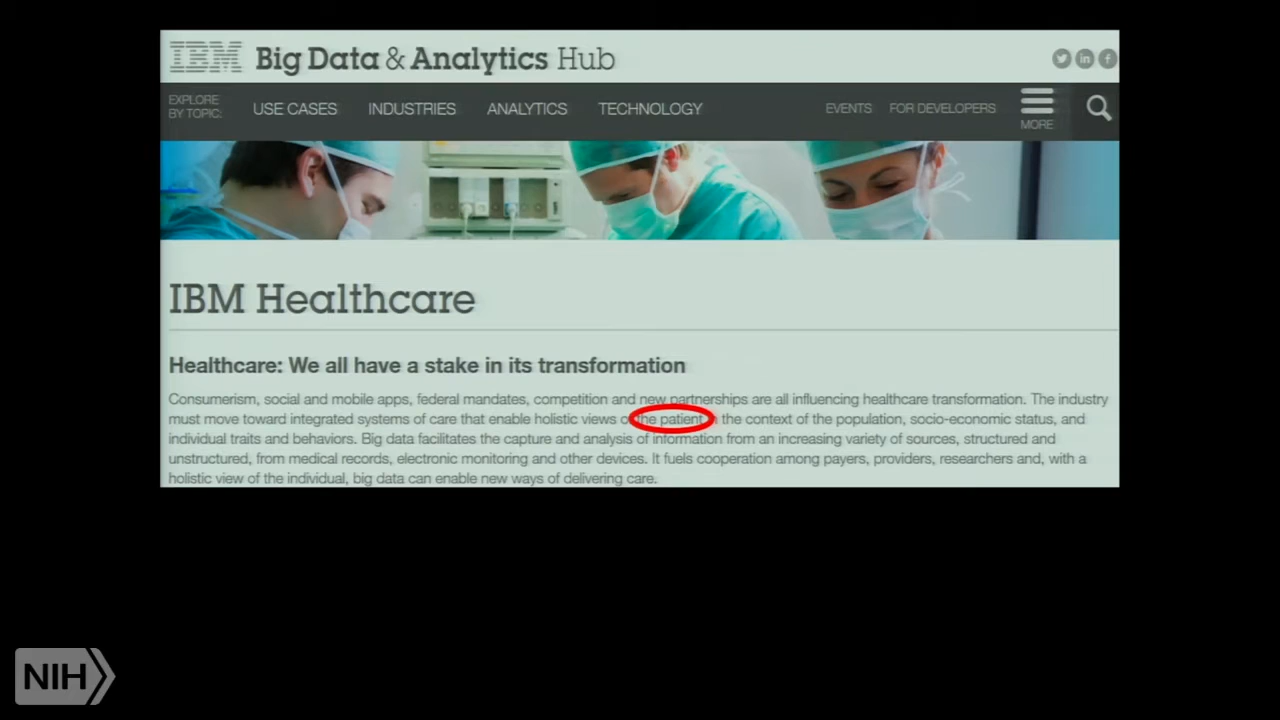 IBM Big Data & Analytics Hub
EXPLORE
BY TOPIC:
USE CASES INDUSTRIES ANALYTICS TECHNOLOGY EVENTS FOR DEVELOPERS MORE
IBM Healthcare
Healthcare: We all have a stake in its transformation
Consumerism, social and mobile apps, federal mandates, competition and new partnerships are all influencing healthcare transformation. The industry
must move toward integrated systems of care that enable holistic views of the patient in the context of the population, socio-economic status, and
individual traits and behaviors. Big data facilitates the capture and analysis of information from an increasing variety of sources, structured and
unstructured, from medical records, electronic monitoring and other devices. It fuels cooperation among payers, providers, researchers and, with a
holistic view of the individual, big data can enable new ways of delivering care.
NIH